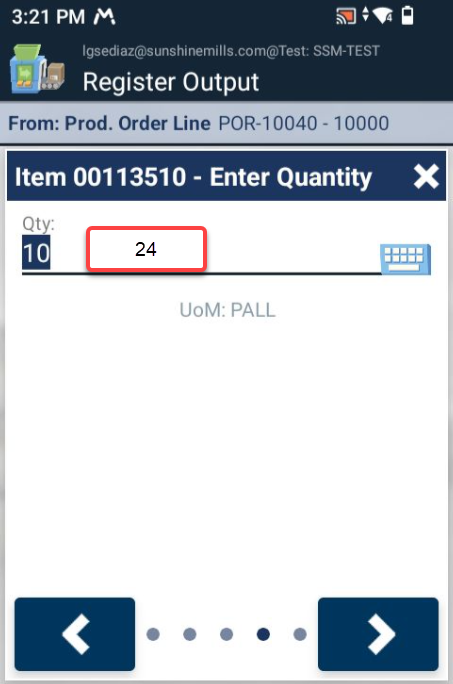 3:21 PM
lgsediaz@sunshinemills.com@Test: SSM-TEST
Register Output
From: Prod. Order Line POR-10040 - 10000
Item 00113510 - Enter Quantity
Qty:
10 24
UoM: PALL